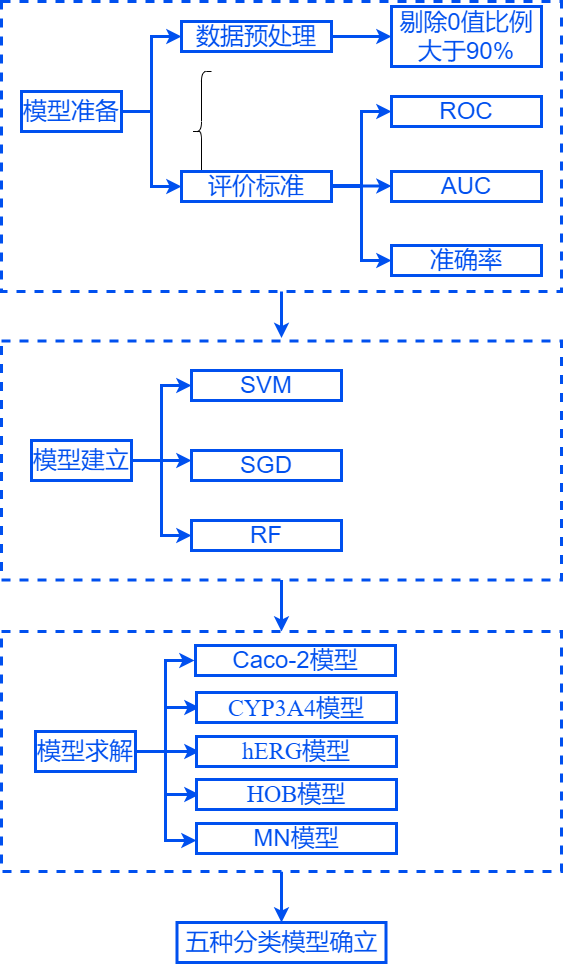 数据预处理
剔除0值比例
大于90%
模型准备
ROC
评价标准
AUC
准确率
SVM
模型建立
SGD
RF
Caco-2模型
CYP3A4模型
模型求解
hERG模型
HOB模型
MN模型
五种分类模型确立